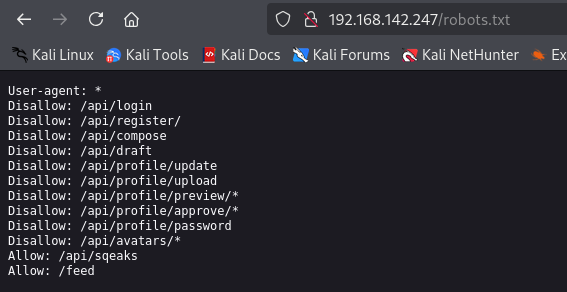 192.168.142.247/robots.txt
Kali Linux Kali Tools Kali Docs Kali Forums Kali NetHunter Ex
User-agent: *
Disallow: /api/login
Disallow: /api/register/
Disallow: /api/compose
Disallow: /api/draft
Disallow: /api/profile/update
Disallow: /api/profile/upload
Disallow: /api/profile/preview/*
Disallow: /api/profile/approve/*
Disallow: /api/profile/password
Disallow: /api/avatars/*
Allow: /api/sqeaks
Allow: /feed